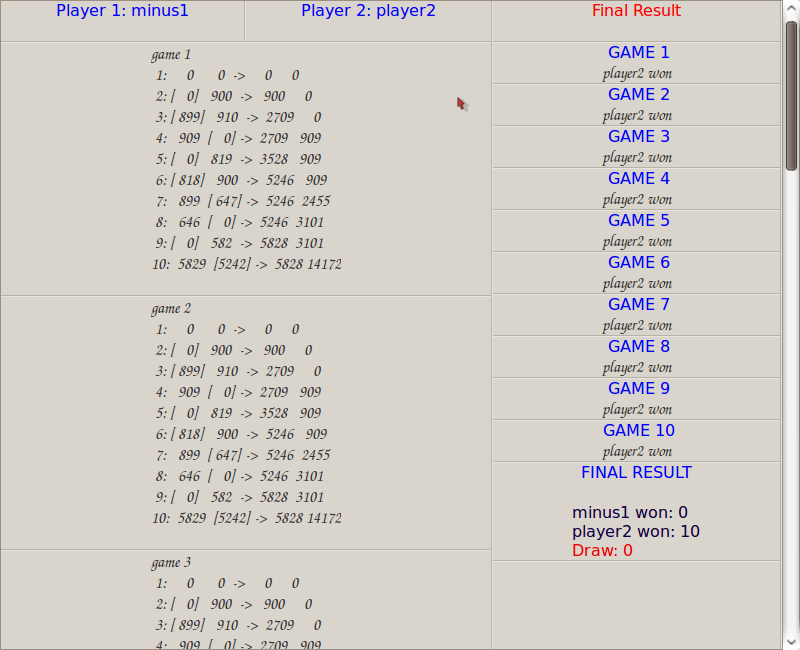 Player 1: minus1
Player 2: player2
Final Result
game 1
1: 0 0 -> 0 0
2: [ 0] 900 -> 900 0
3: [ 899] 910 -> 2709 0
4: 909 [ 0] -> 2709 909
5: [ 0] 819 -> 3528 909
6: [ 818] 900 -> 5246 909
7: 899 [ 647] -> 5246 2455
8: 646 [ 0] -> 5246 3101
9: [ 0] 582 -> 5828 3101
10: 5829 [5242] -> 5828 14172
game 2
1: 0 0 -> 0 0
2: [ 0] 900 -> 900 0
3: [ 899] 910 -> 2709 0
4: 909 [ 0] -> 2709 909
5: [ 0] 819 -> 3528 909
6: [ 818] 900 -> 5246 909
7: 899 [ 647] -> 5246 2455
8: 646 [ 0] -> 5246 3101
9: [ 0] 582 -> 5828 3101
10: 5829 [5242] -> 5828 14172
game 3
1: 0 0 -> 0 0
2: [ 0] 900 -> 900 0
3: [ 899] 910 -> 2709 0
4: 909 [ 0] -> 2709 909
GAME 1
player2 won
GAME 2
player2 won
GAME 3
player2 won
GAME 4
player2 won
GAME 5
player2 won
GAME 6
player2 won
GAME 7
player2 won
GAME 8
player2 won
GAME 9
player2 won
GAME 10
player2 won
FINAL RESULT
minus1 won: 0
player2 won: 10
Draw: 0